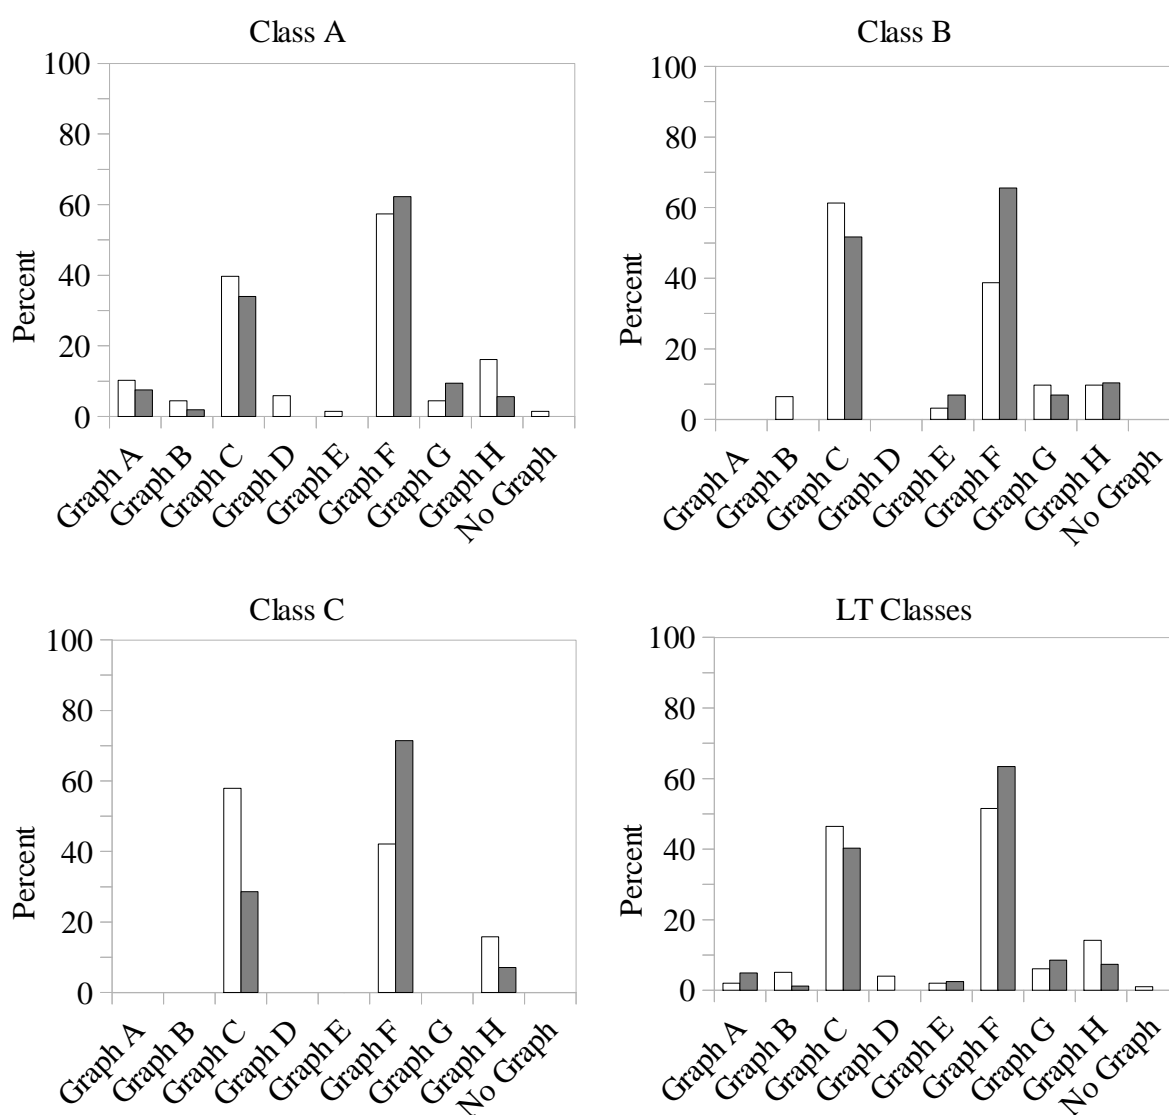 Class A
100
80
60
40
20
0
Percent
Graph A
Graph B
Graph C
Graph D
Graph E
Graph F
Graph G
Graph H
No Graph
Class B
100
80
60
40
20
0
Percent
Graph A
Graph B
Graph C
Graph D
Graph E
Graph F
Graph G
Graph H
No Graph
Class C
100
80
60
40
20
0
Percent
Graph A
Graph B
Graph C
Graph D
Graph E
Graph F
Graph G
Graph H
No Graph
LT Classes
100
80
60
40
20
0
Percent
Graph A
Graph B
Graph C
Graph D
Graph E
Graph F
Graph G
Graph H
No Graph